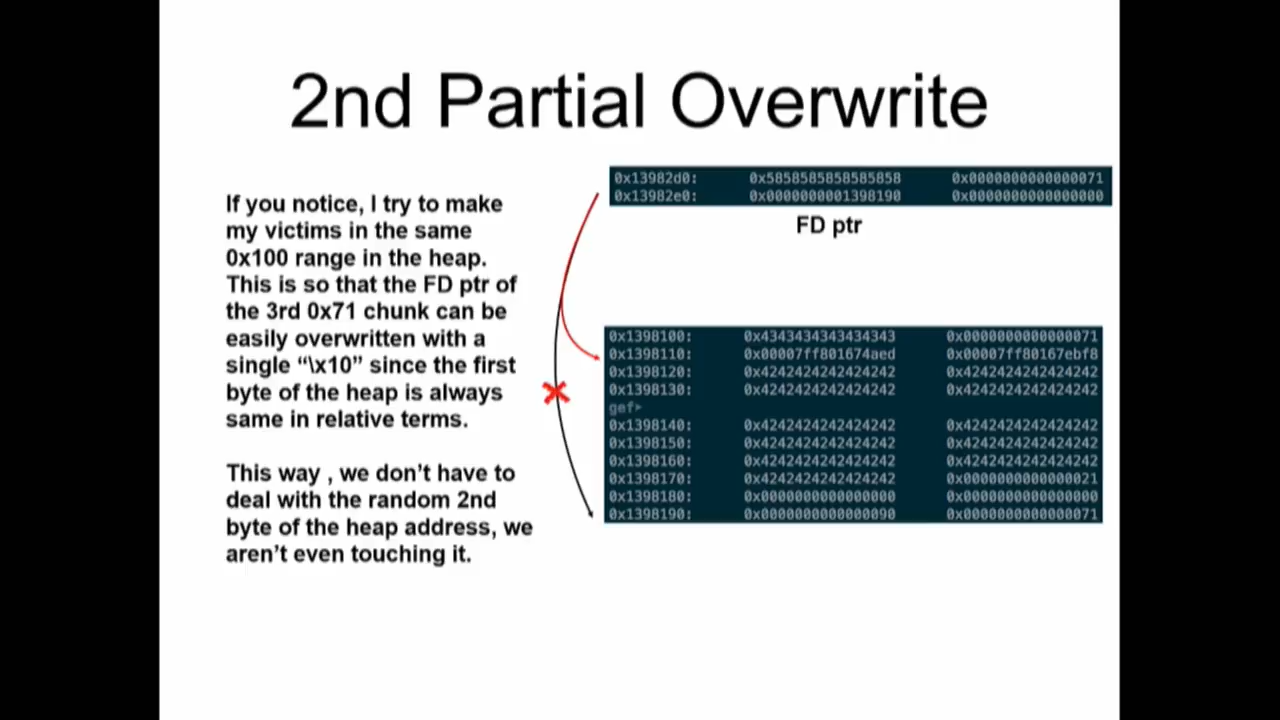 2nd Partial Overwrite
If you notice, I try to make
my victims in the same
0x100 range in the heap.
This is so that the FD ptr of
the 3rd 0x71 chunk can be
easily overwritten with a
single “\x10” since the first
byte of the heap is always
same in relative terms.
This way , we don’t have to
deal with the random 2nd
byte of the heap address, we
aren’t even touching it.
0x13982d0: 0x5858585858585858 0x0000000000000071
0x13982e0: 0x0000000001398190 0x0000000000000000
FD ptr
0x1398100: 0x4343434343434343 0x0000000000000071
0x1398110: 0x00007ff801674aed 0x00007ff80167ebf8
0x1398120: 0x4242424242424242 0x4242424242424242
0x1398130: 0x4242424242424242 0x4242424242424242
gef>
0x1398140: 0x4242424242424242 0x4242424242424242
0x1398150: 0x4242424242424242 0x4242424242424242
0x1398160: 0x4242424242424242 0x4242424242424242
0x1398170: 0x4242424242424242 0x0000000000000021
0x1398180: 0x0000000000000000 0x0000000000000000
0x1398190: 0x0000000000000090 0x0000000000000071